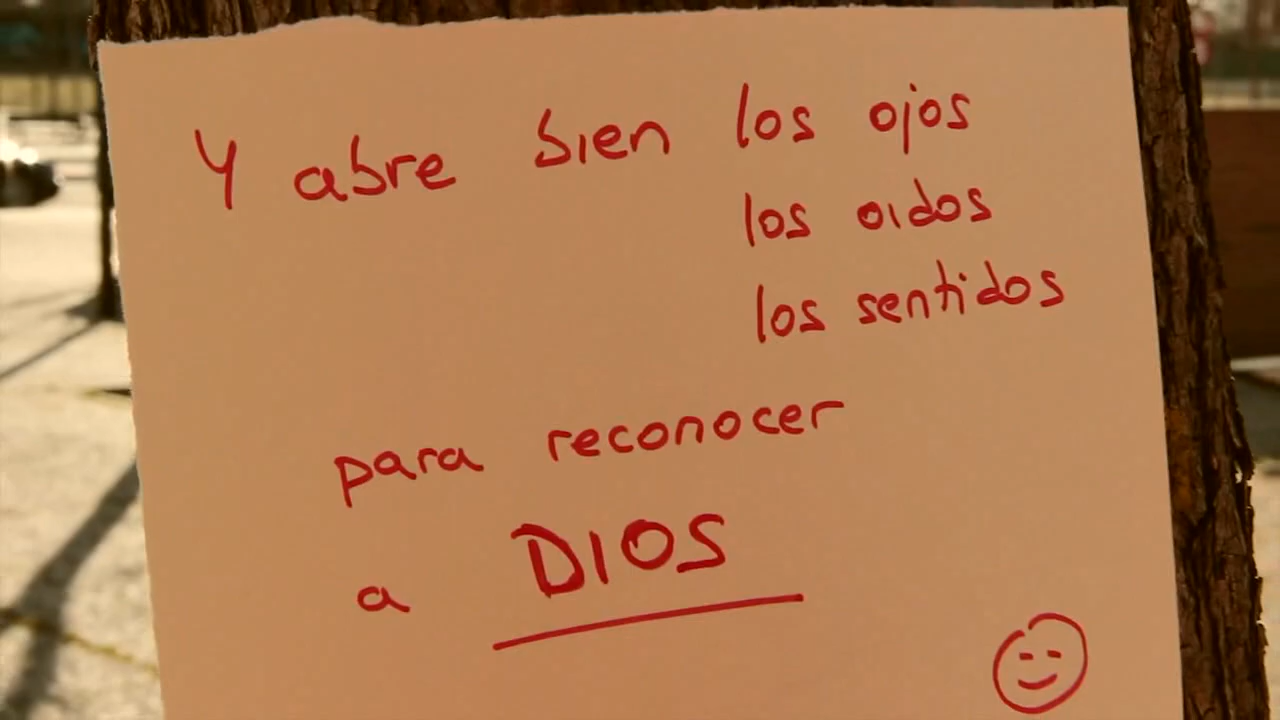 Y abre bien los ojos
los oidos
los sentidos
para reconocer
a DIOS